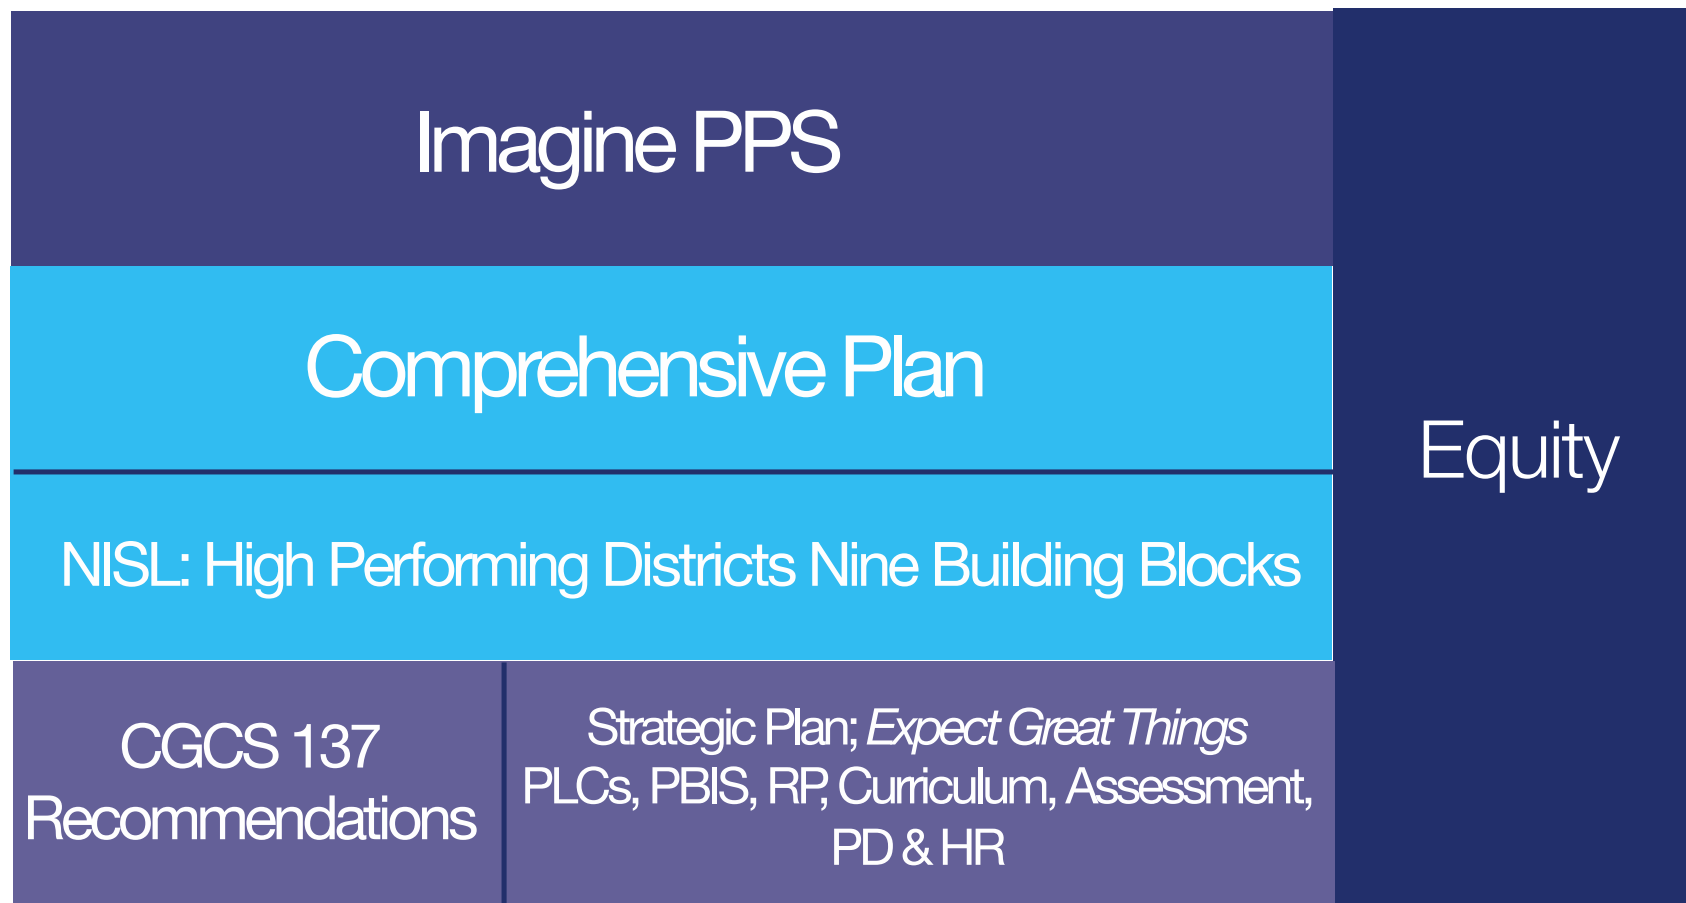 Imagine PPS
Comprehensive Plan
NISL: High Performing Districts Nine Building Blocks
CGCS 137
Recommendations
Strategic Plan; Expect Great Things
PLCs, PBIS, RP, Curriculum, Assessment,
PD & HR
Equity